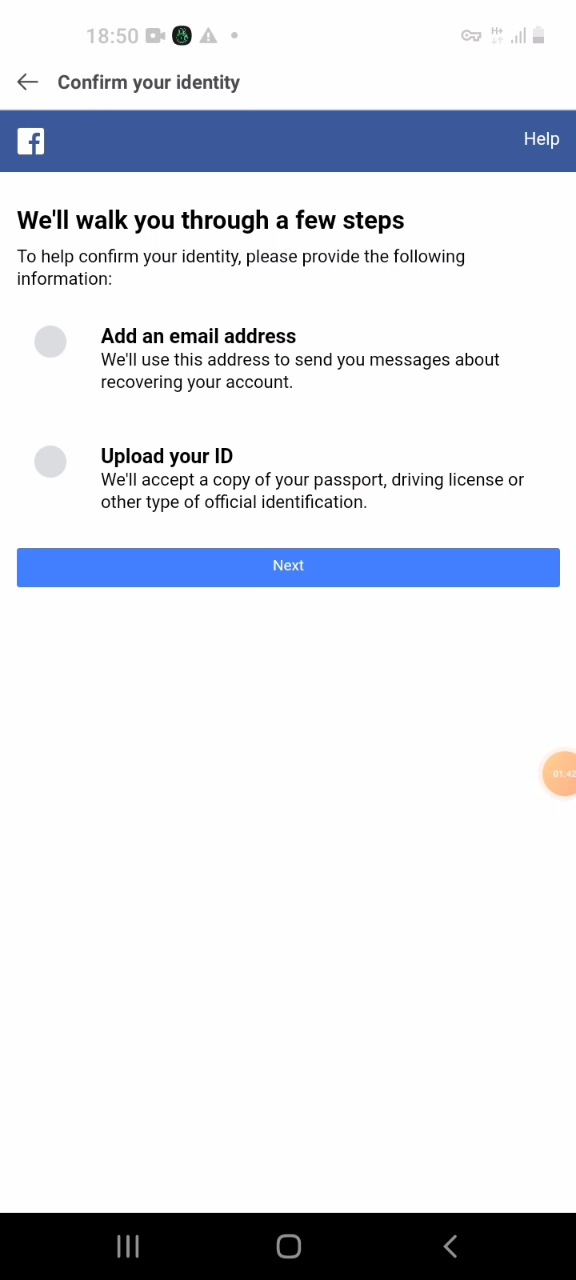 18:50
H+
Confirm your identity
Help
We'll walk you through a few steps
To help confirm your identity, please provide the following
information:
Add an email address
We'll use this address to send you messages about
recovering your account.
Upload your ID
We'll accept a copy of your passport, driving license or
other type of official identification.
Next
01:42